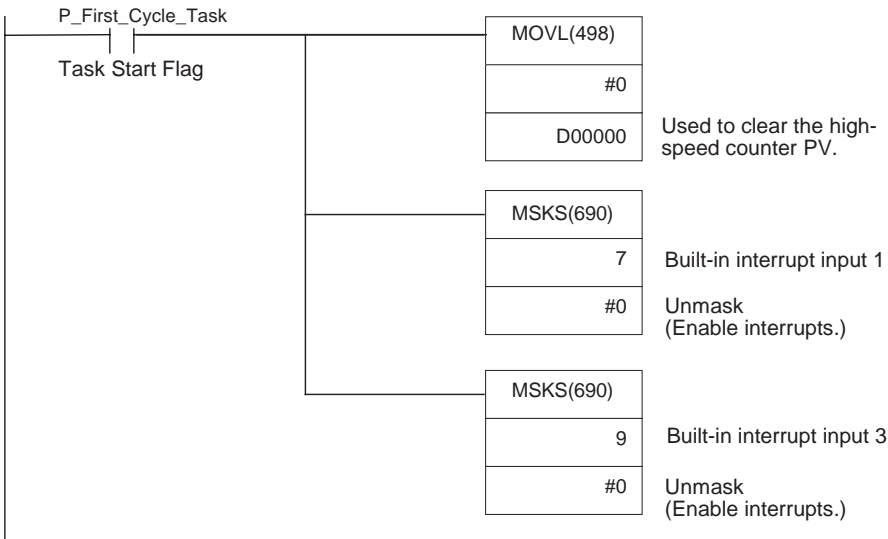 P_First_Cycle_Task
Task Start Flag
MOVL(498)
#0
D00000
Used to clear the high-
speed counter PV.
MSKS(690)
7
Built-in interrupt input 1
#0
Unmask
(Enable interrupts.)
MSKS(690)
9
Built-in interrupt input 3
#0
Unmask
(Enable interrupts.)